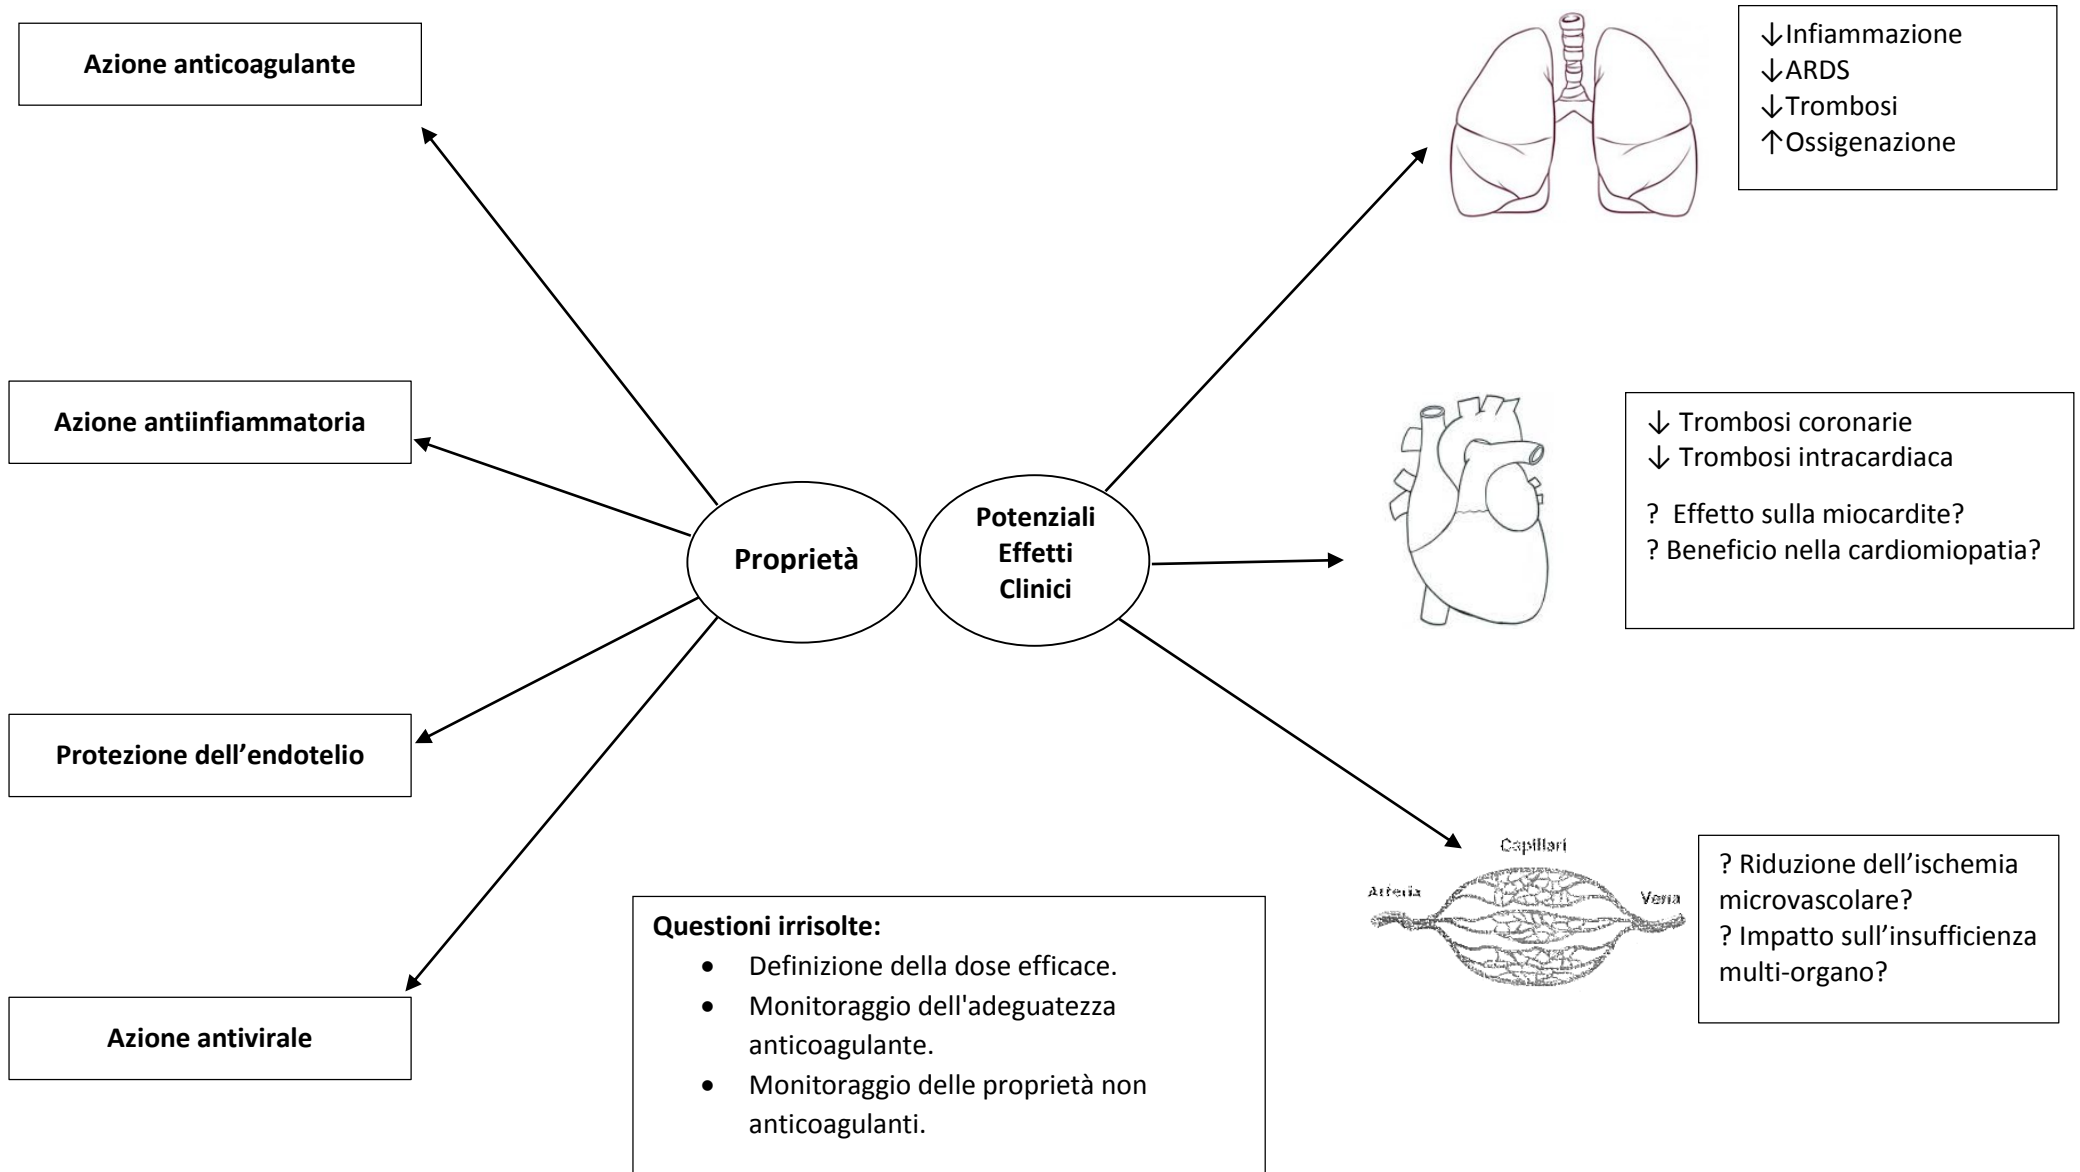 Azione anticoagulante
Azione antiinfiammatoria
Protezione dell’endotelio
Azione antivirale
Proprietà
Potenziali
Effetti
Clinici
↓Infiammazione
↓ARDS
↓Trombosi
↑Ossigenazione
↓ Trombosi coronarie
↓ Trombosi intracardiaca
? Effetto sulla miocardite?
? Beneficio nella cardiomiopatia?
Capillari
Arteria
Vena
? Riduzione dell’ischemia
microvascolare?
? Impatto sull’insufficienza
multi-organo?
Questioni irrisolte:
• Definizione della dose efficace.
• Monitoraggio dell'adeguatezza
anticoagulante.
• Monitoraggio delle proprietà non
anticoagulanti.